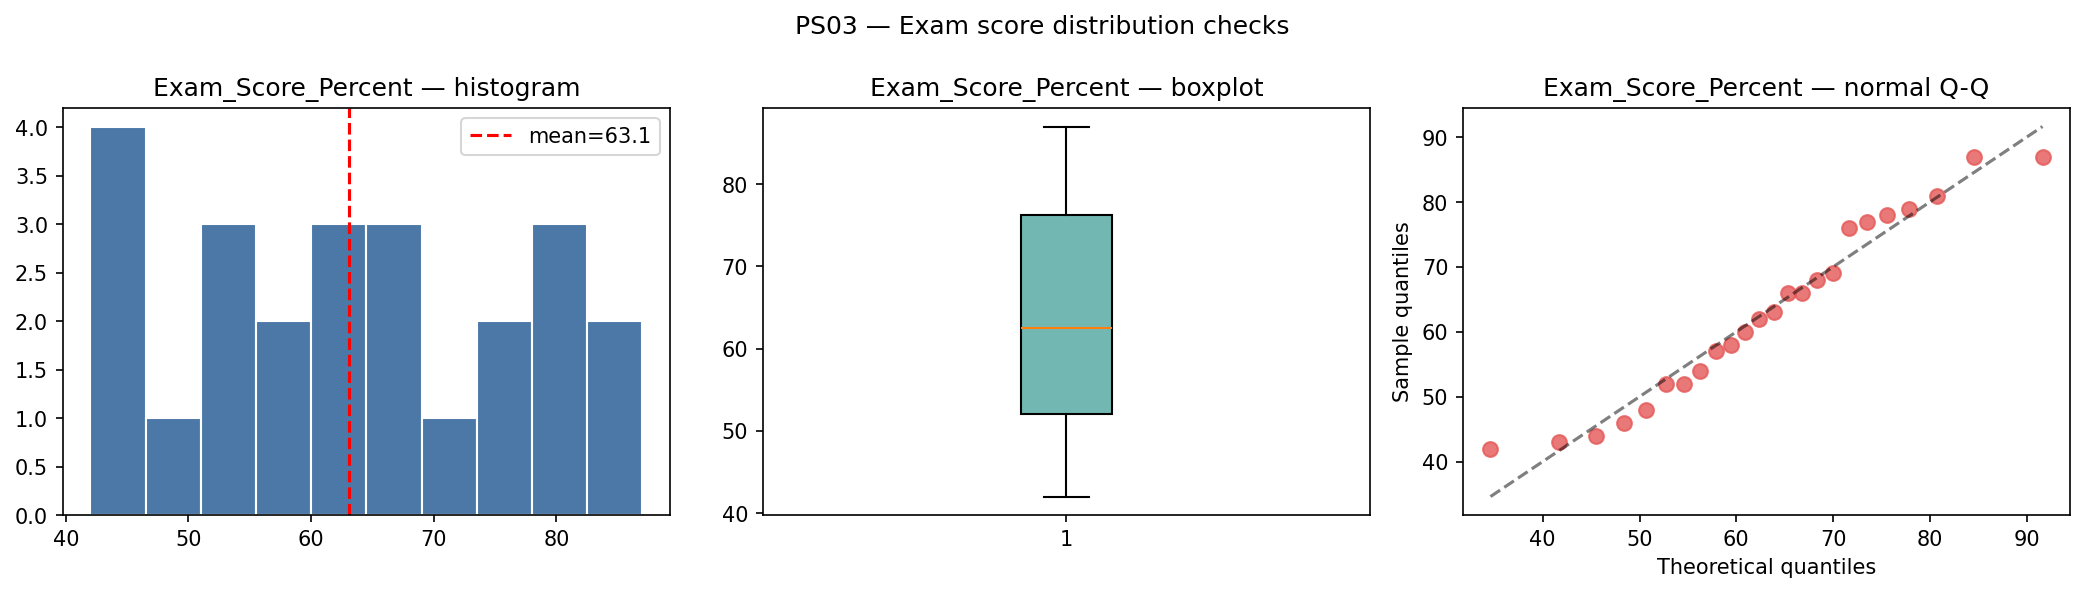 PS03 — Exam score distribution checks
Exam_Score_Percent — histogram
mean=63.1
4.0
3.5
3.0
2.5
2.0
1.5
1.0
0.5
0.0
40 50 60 70 80
Exam_Score_Percent — boxplot
80
70
60
50
40
1
Exam_Score_Percent — normal Q-Q
Sample quantiles
90
80
70
60
50
40
40 50 60 70 80 90
Theoretical quantiles